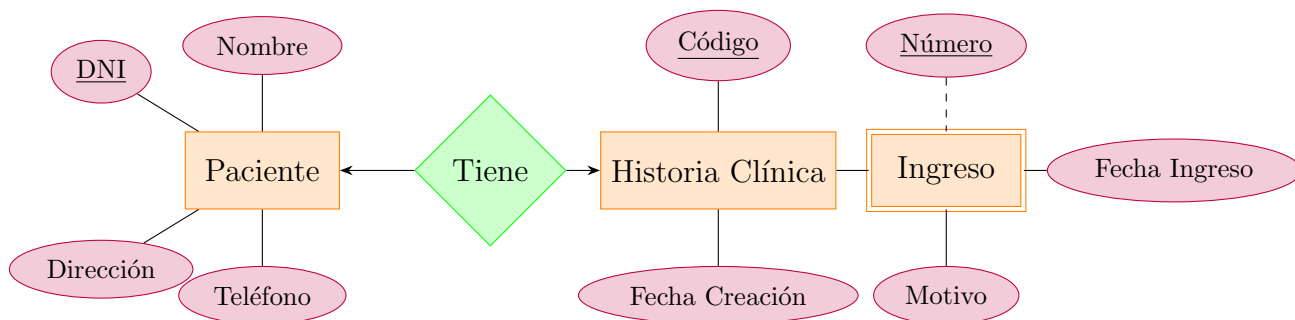 Nombre
DNI
Código
Número
Paciente
Tiene
Historia Clínica
Ingreso
Fecha Ingreso
Dirección
Teléfono
Fecha Creación
Motivo